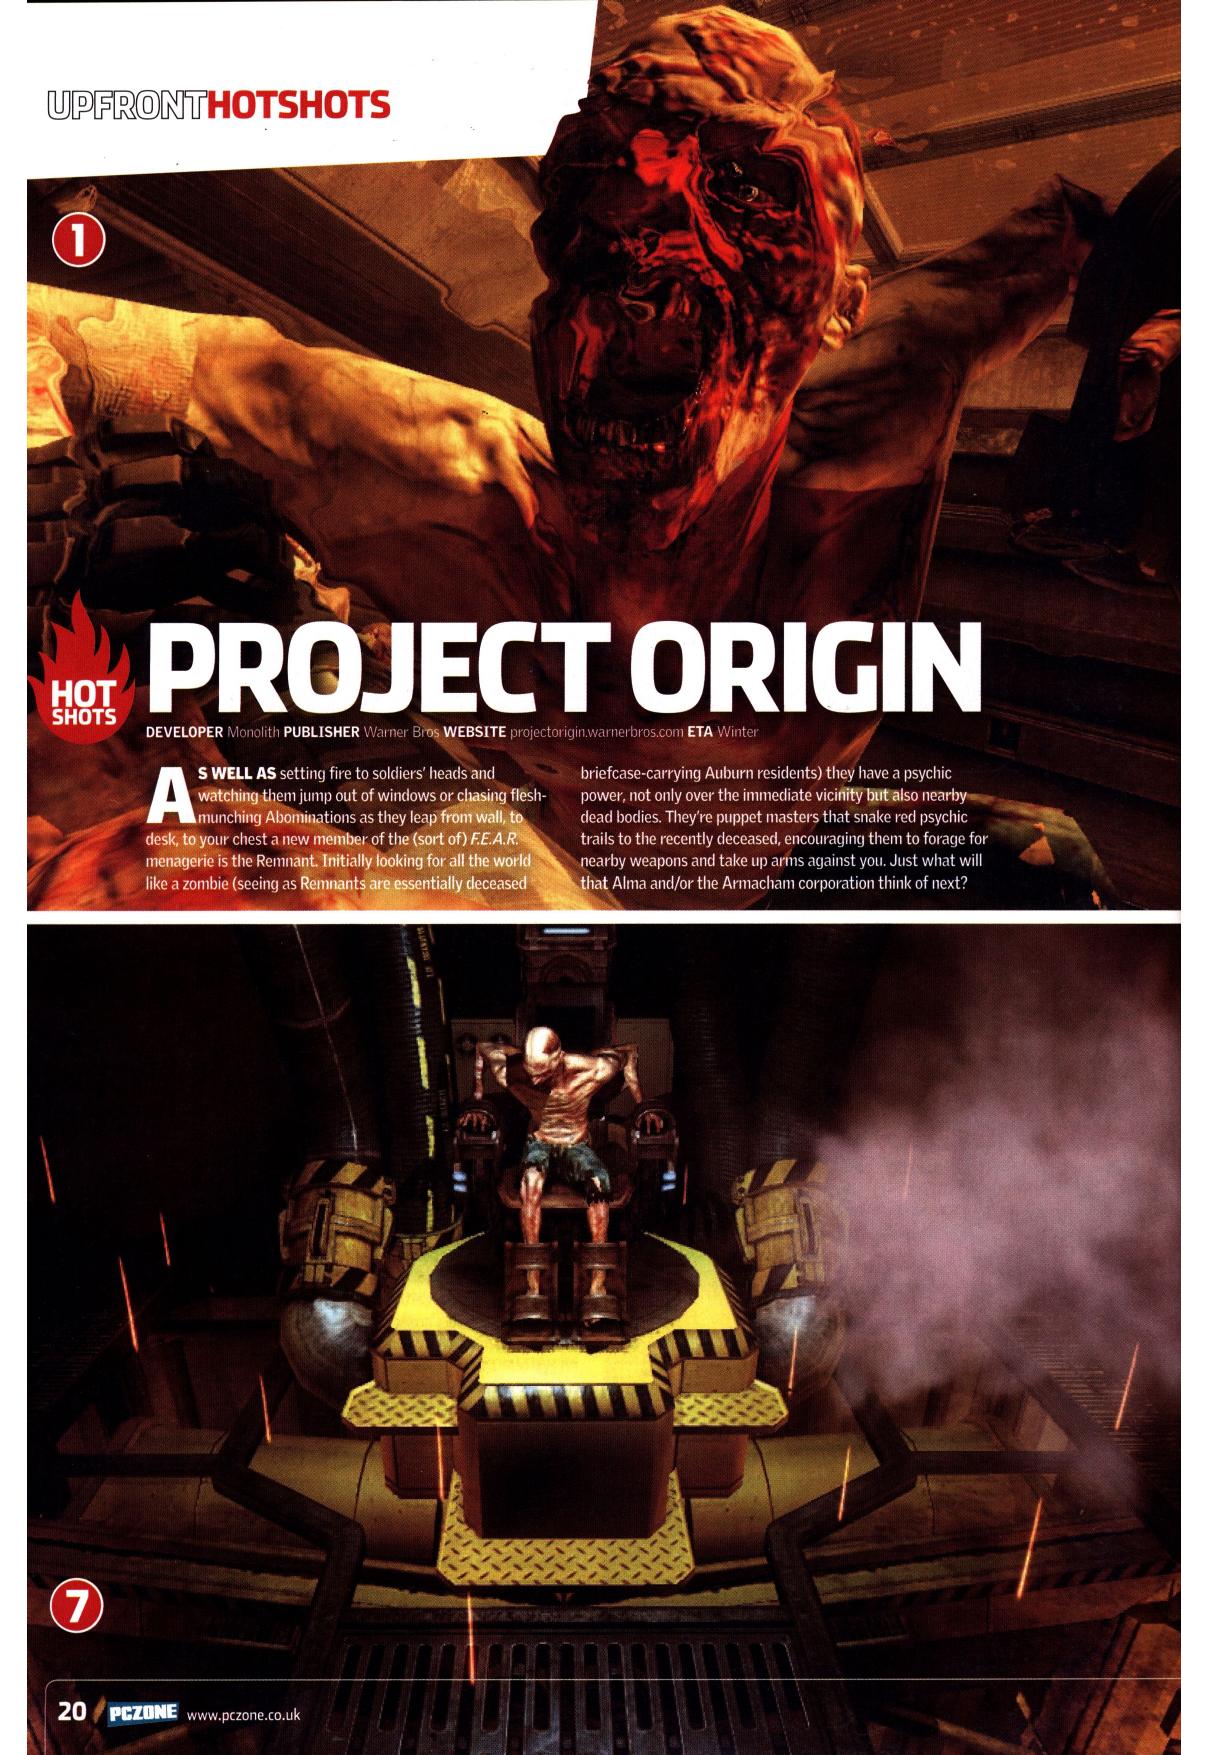 UPFRONTHOTSHOTS
1
HOT
SHOTS
PROJECT ORIGIN
DEVELOPER Monolith PUBLISHER Warner Bros WEBSITE projectorigin.warnerbros.com ETA Winter
AS WELL AS setting fire to soldiers' heads and
watching them jump out of windows or chasing flesh-
munching Abominations as they leap from wall, to
desk, to your chest a new member of the (sort of) F.E.A.R.
menagerie is the Remnant. Initially looking for all the world
like a zombie (seeing as Remnants are essentially deceased
briefcase-carrying Auburn residents) they have a psychic
power, not only over the immediate vicinity but also nearby
dead bodies. They're puppet masters that snake red psychic
trails to the recently deceased, encouraging them to forage for
nearby weapons and take up arms against you. Just what will
that Alma and/or the Armacham corporation think of next?
7
20 PCZONE www.pczone.co.uk